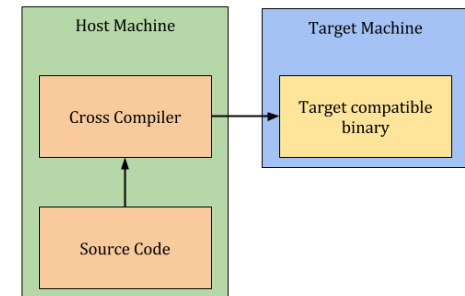 Host Machine
Target Machine
Cross Compiler
Target compatible
binary
Source Code